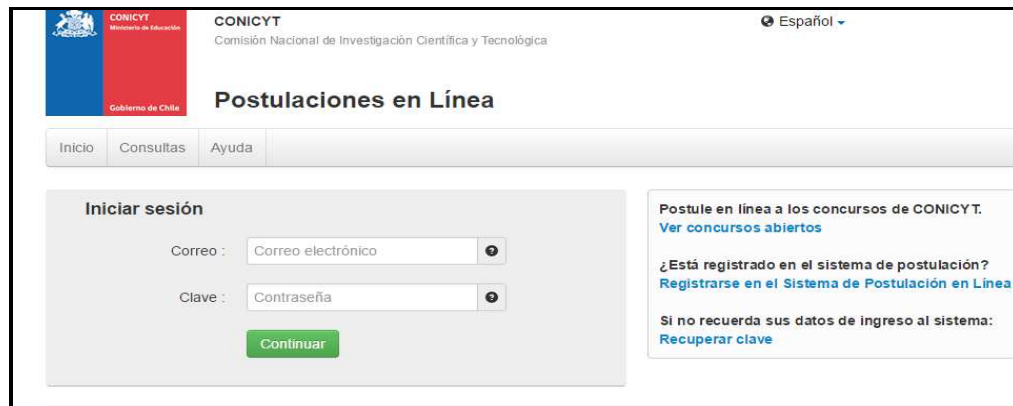 CONICYT
Ministerio de Educación
Gobierno de Chile
CONICYT
Comisión Nacional de Investigación Científica y Tecnológica
Español
Postulaciones en Línea
Inicio Consultas Ayuda
Iniciar sesión
Correo : Correo electrónico
Clave : Contraseña
Continuar
Postule en línea a los concursos de CONICYT.
Ver concursos abiertos
¿Está registrado en el sistema de postulación?
Registrarse en el Sistema de Postulación en Línea
Si no recuerda sus datos de ingreso al sistema:
Recuperar clave